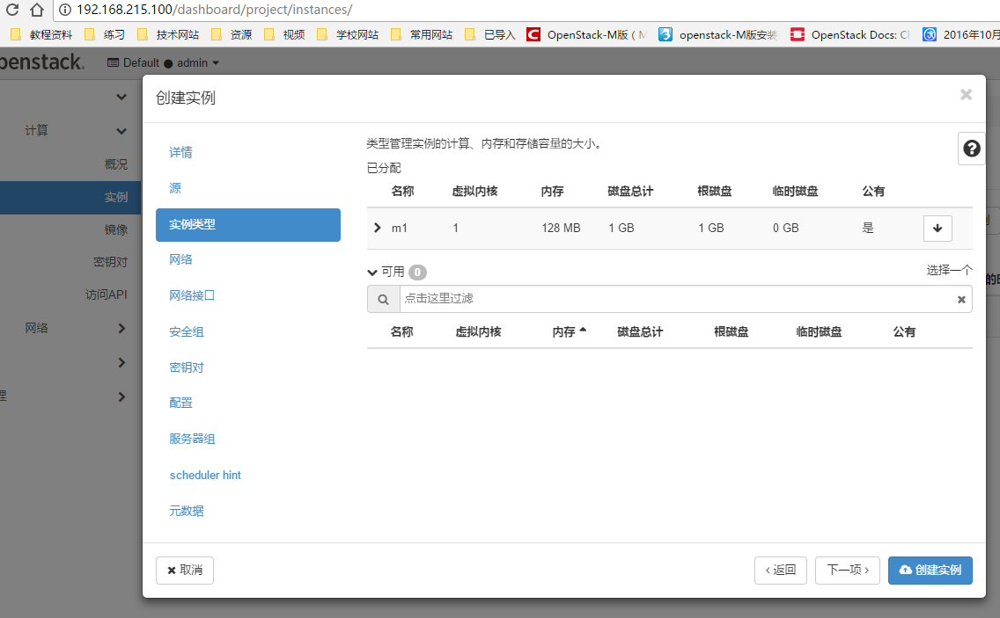 192.168.215.100/dashboard/project/instances/
教程资料 练习 技术网站 资源 视频 学校网站 常用网站 已导入 OpenStack-M版 ( openstack-M版安装 OpenStack Docs: 2016年10月
penstack. Default admin
创建实例
计算
概况
实例
镜像
密钥对
访问API
网络
理
详情
源
实例类型
网络
网络接口
安全组
密钥对
配置
服务器组
scheduler hint
元数据
类型管理实例的计算、内存和存储容量的大小。
已分配
名称 虚拟内核 内存 磁盘总计 根磁盘 临时磁盘 公有
m1 1 128 MB 1 GB 1 GB 0 GB 是
可用 0 选择一个
点击这里过滤
名称 虚拟内核 内存 磁盘总计 根磁盘 临时磁盘 公有
取消 返回 下一项 创建实例